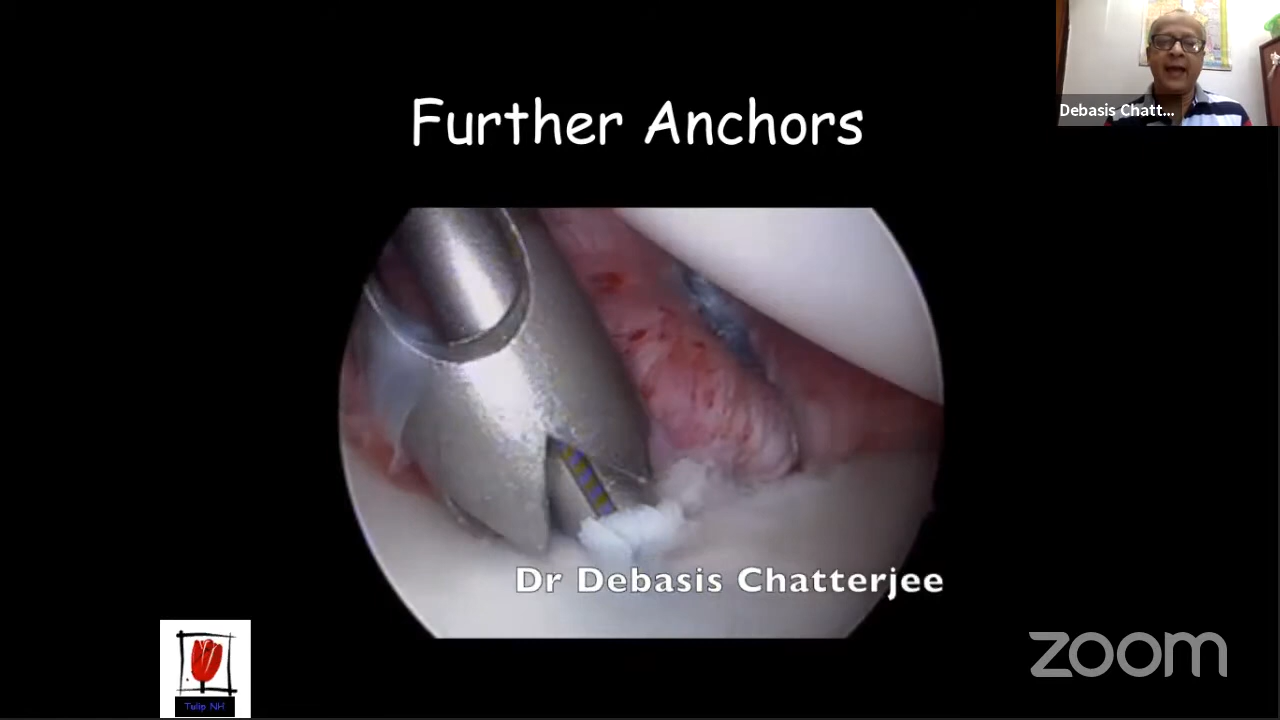 Debasis Chatt...
Further Anchors
Dr Debasis Chatterjee
zoom
Tulip NH